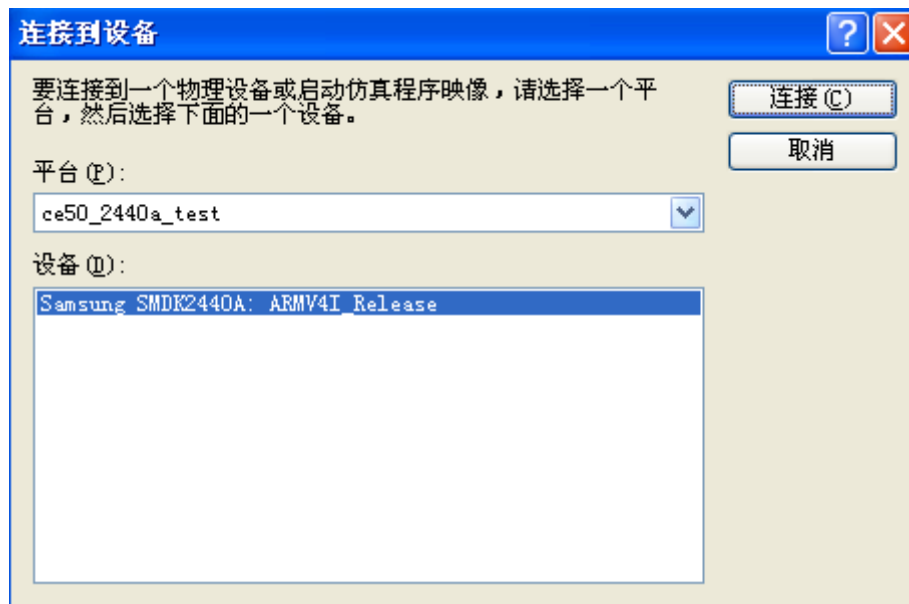 连接到设备
要连接到一个物理设备或启动仿真程序映像，请选择一个平
台，然后选择下面的一个设备。
连接(C)
取消
平台(P):
ce50_2440a_test
设备(D):
Samsung SMDK2440A: ARMV4I_Release